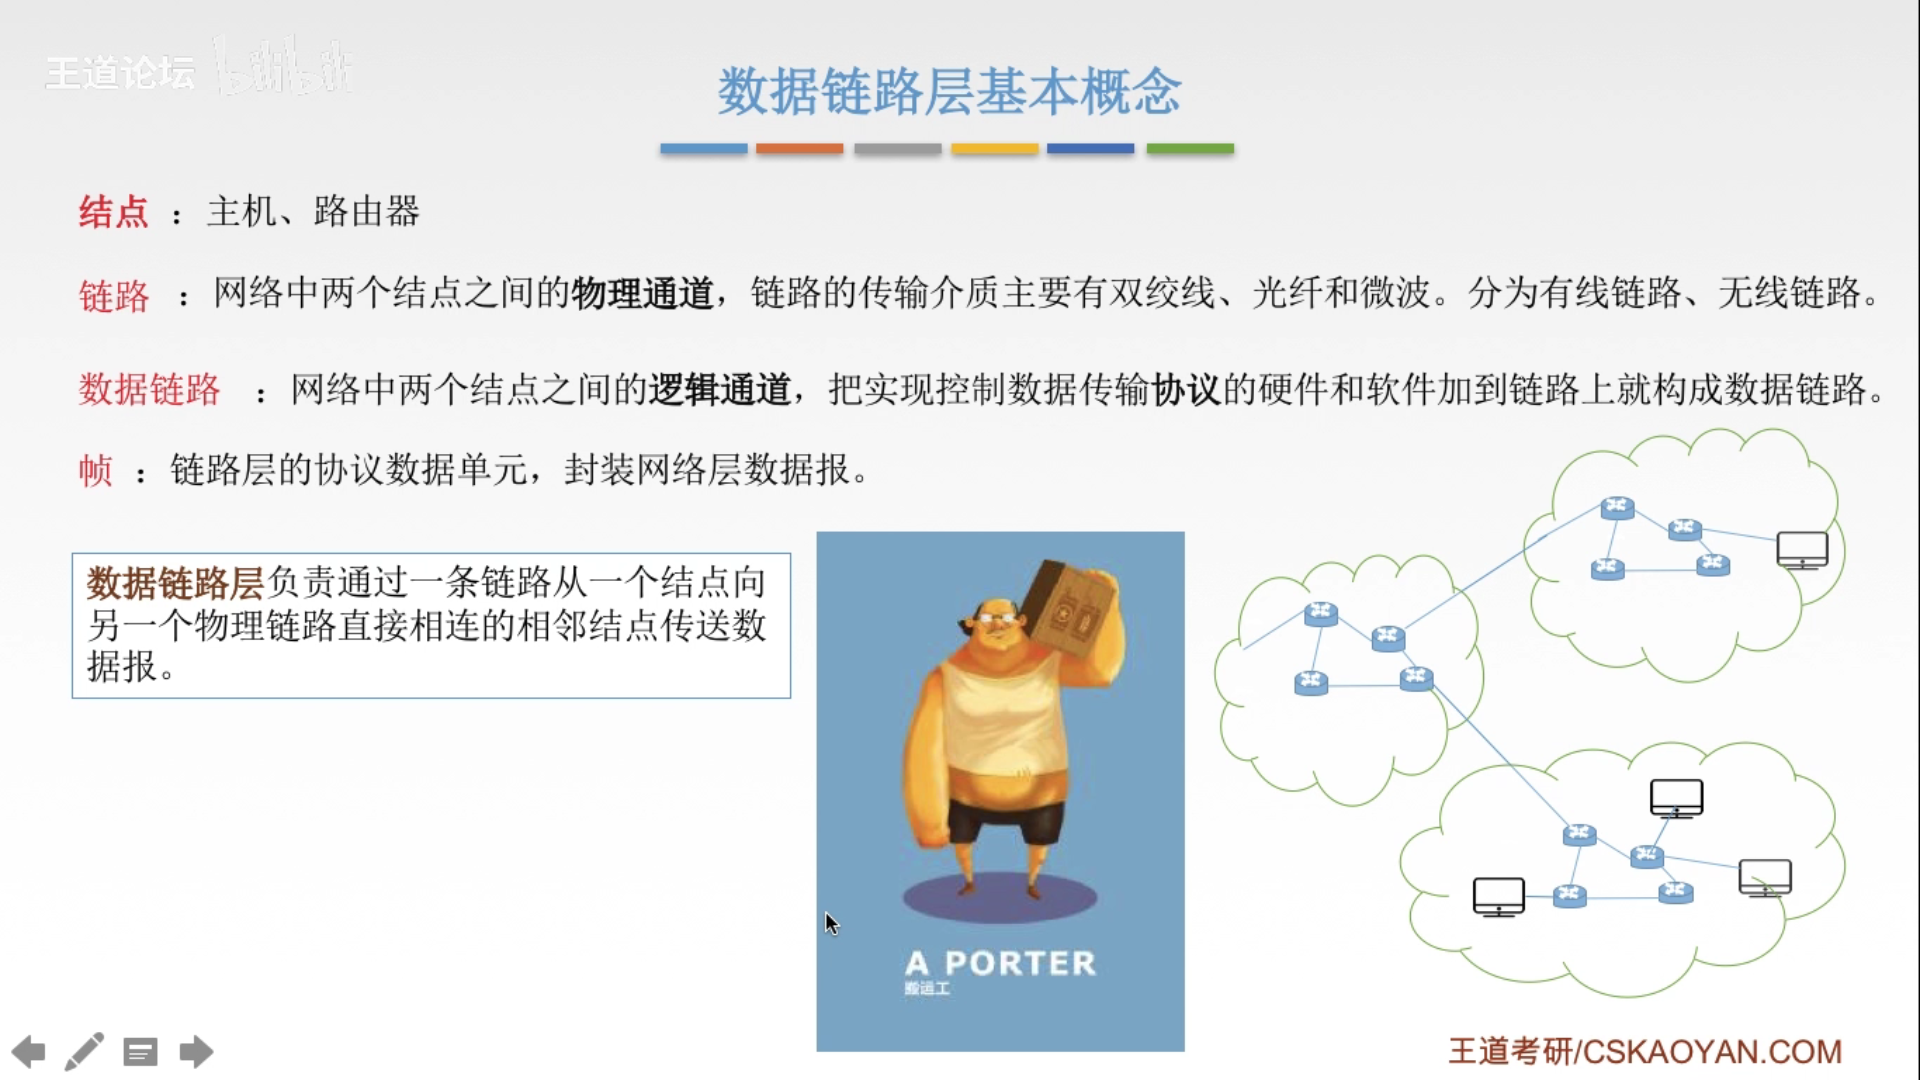 王道论坛 bilibili
数据链路层基本概念
结点 ：主机、路由器
链路 ：网络中两个结点之间的物理通道，链路的传输介质主要有双绞线、光纤和微波。分为有线链路、无线链路。
数据链路 ：网络中两个结点之间的逻辑通道，把实现控制数据传输协议的硬件和软件加到链路上就构成数据链路。
帧 ：链路层的协议数据单元，封装网络层数据报。
数据链路层负责通过一条链路从一个结点向
另一个物理链路直接相连的相邻结点传送数
据报。
A PORTER
搬运工
王道考研/CSKAOYAN.COM